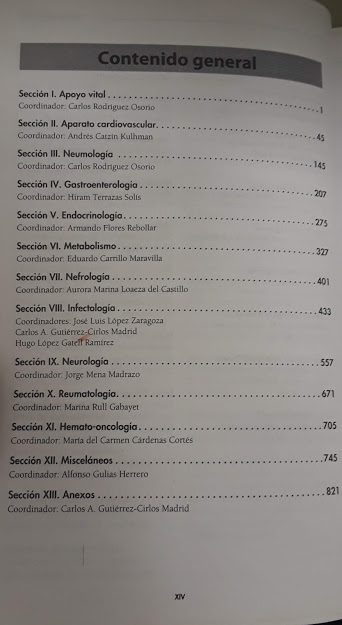 Contenido general
Sección I. Apoyo vital . . . . . . . . . . . . . . . . . . . . . . . . . . . . . . . . . 1
Coordinador: Carlos Rodríguez Osorio
Sección II. Aparato cardiovascular. . . . . . . . . . . . . . . . . . . . . . . 45
Coordinador: Andrés Catzin Kulhman
Sección III. Neumología . . . . . . . . . . . . . . . . . . . . . . . . . . . . . . 145
Coordinador: Carlos Rodríguez Osorio
Sección IV. Gastroenterología . . . . . . . . . . . . . . . . . . . . . . . . . 207
Coordinador: Hiram Terrazas Solís
Sección V. Endocrinología. . . . . . . . . . . . . . . . . . . . . . . . . . . . 275
Coordinador: Armando Flores Rebollar
Sección VI. Metabolismo . . . . . . . . . . . . . . . . . . . . . . . . . . . . . 327
Coordinador: Eduardo Carrillo Maravilla
Sección VII. Nefrología . . . . . . . . . . . . . . . . . . . . . . . . . . . . . . 401
Coordinador: Aurora Marina Loaeza del Castillo
Sección VIII. Infectología . . . . . . . . . . . . . . . . . . . . . . . . . . . . 433
Coordinadores: José Luis López Zaragoza
Carlos A. Gutiérrez-Cirlos Madrid
Hugo López Gatell Ramírez
Sección IX. Neurología . . . . . . . . . . . . . . . . . . . . . . . . . . . . . . 557
Coordinador: Jorge Mena Madrazo
Sección X. Reumatología. . . . . . . . . . . . . . . . . . . . . . . . . . . . . 671
Coordinador: Marina Rull Gabayet
Sección XI. Hemato-oncología . . . . . . . . . . . . . . . . . . . . . . . . . 705
Coordinador: María del Carmen Cárdenas Cortés
Sección XII. Misceláneos . . . . . . . . . . . . . . . . . . . . . . . . . . . . . 745
Coordinador: Alfonso Gulias Herrero
Sección XIII. Anexos . . . . . . . . . . . . . . . . . . . . . . . . . . . . . . . . 821
Coordinador: Carlos A. Gutiérrez-Cirlos Madrid
XIV